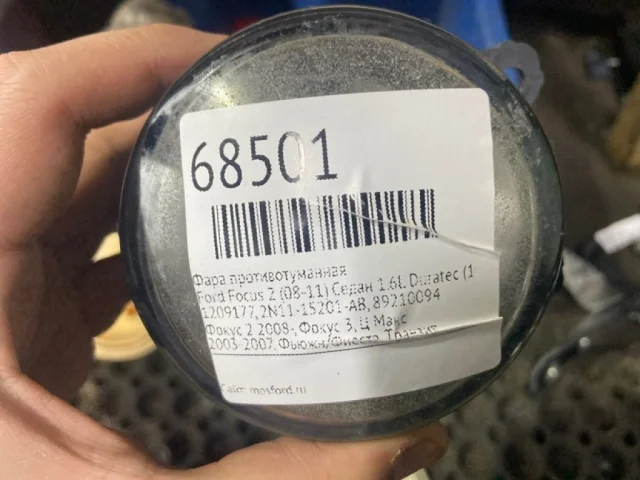 68501
Фара противотуманная
Ford Focus 2 (08-11) Седан 1.6L Duratec (1
1209177,2N11-15201-AB,89210094
Фокус 2 2008-, Фокус 3, Ц Макс
2003-2007,Фьюжн/Фиеста,Транзит
Сайт: mosford.ru